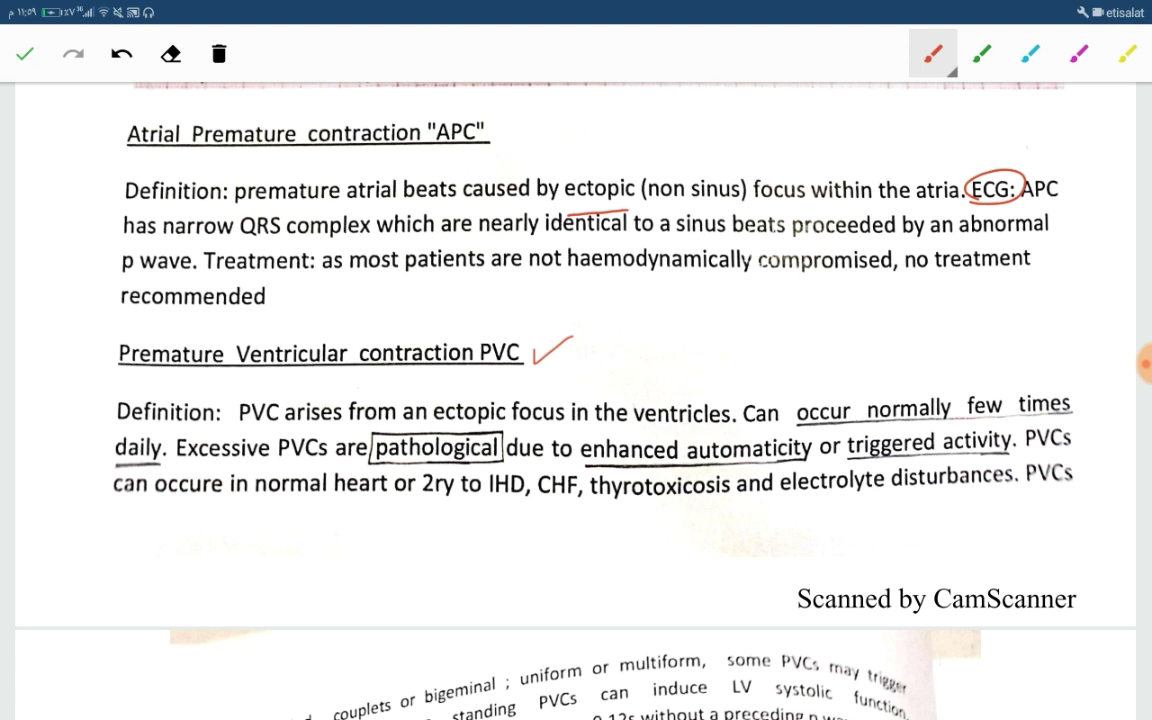 م ١١:٥٩
etisalat
Atrial Premature contraction "APC"
Definition: premature atrial beats caused by ectopic (non sinus) focus within the atria. ECG: APC
has narrow QRS complex which are nearly identical to a sinus beats proceeded by an abnormal
p wave. Treatment: as most patients are not haemodynamically compromised, no treatment
recommended
Premature Ventricular contraction PVC
Definition: PVC arises from an ectopic focus in the ventricles. Can occur normally few times
daily. Excessive PVCs are pathological due to enhanced automaticity or triggered activity. PVCs
can occure in normal heart or 2ry to IHD, CHF, thyrotoxicosis and electrolyte disturbances. PVCs
Scanned by CamScanner
couplets or bigeminal ; uniform or multiform, some PVCs may trigger
standing PVCs can induce LV systolic function.
without a preceding p